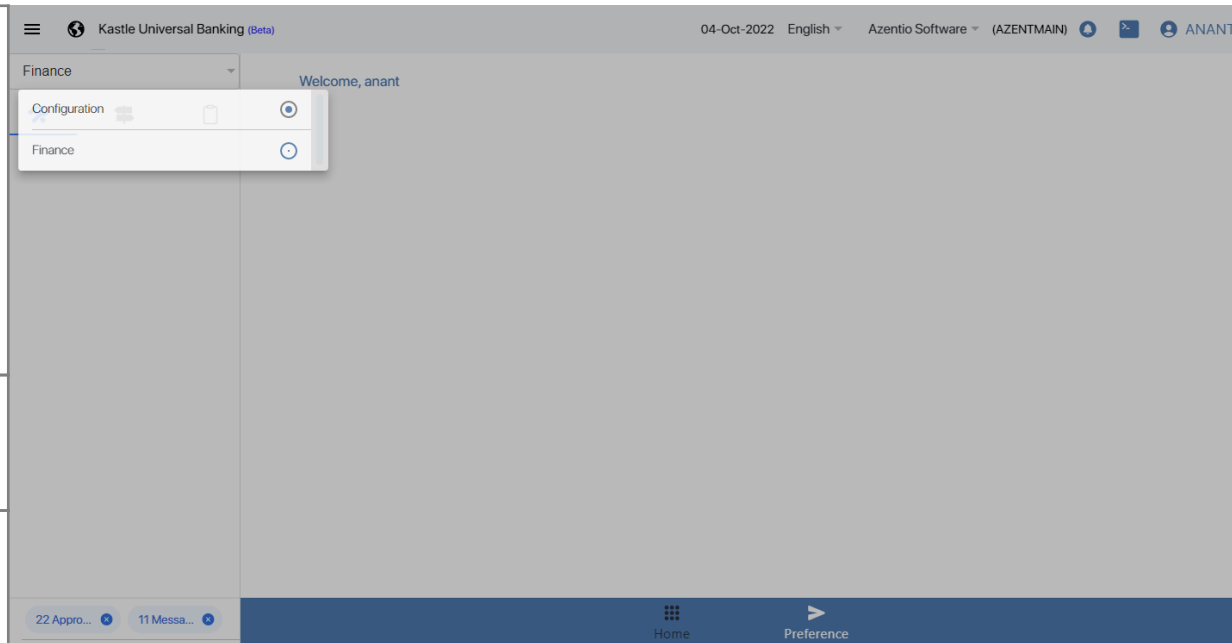 Kastle Universal Banking (Beta) 04-Oct-2022 English Azentio Software (AZENTMAIN) ANANT
Finance
Welcome, anant
Configuration
Finance
22 Appro... 11 Messa...
Home Preference